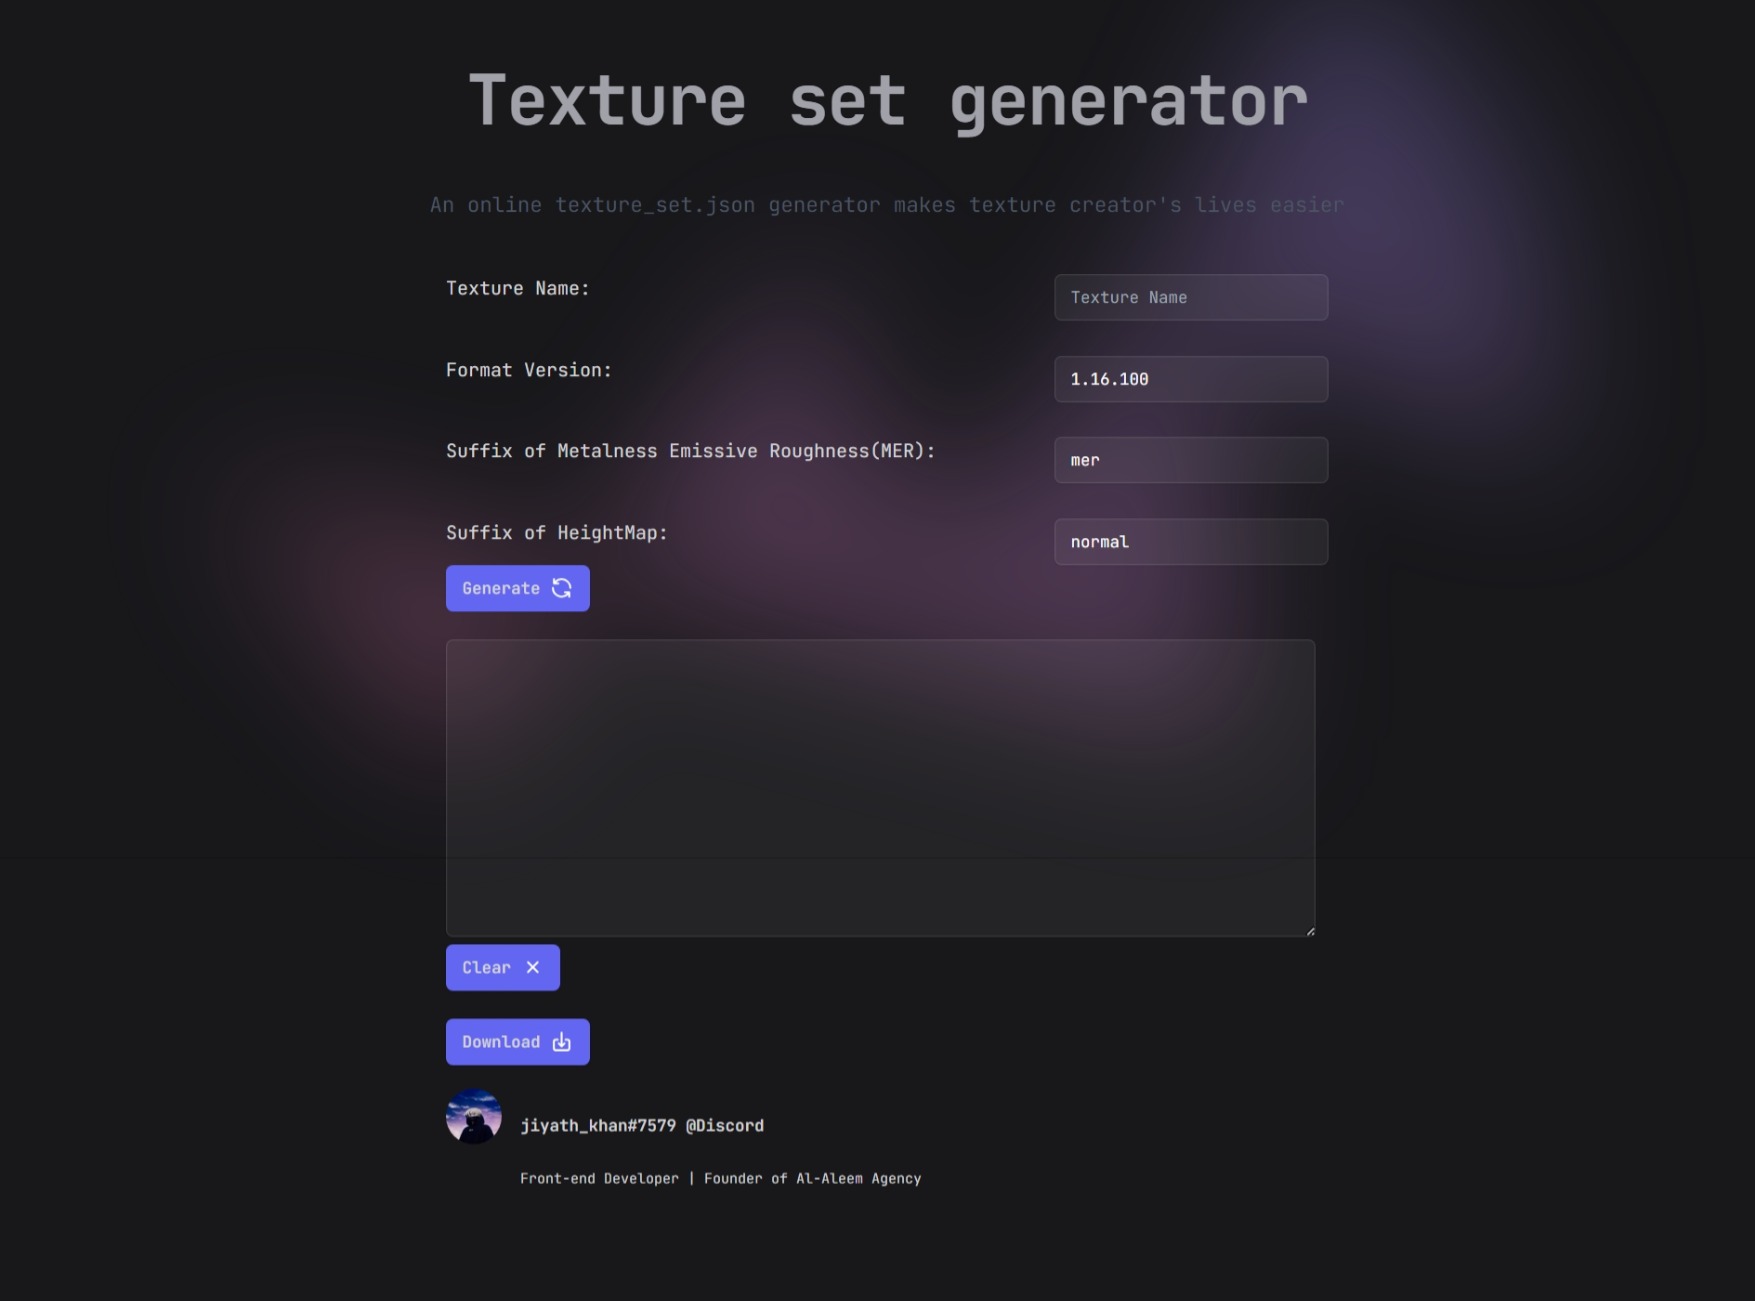 Texture set generator
An online texture_set.json generator makes texture creator's lives easier
Texture Name:
Texture Name
Format Version:
1.16.100
Suffix of Metalness Emissive Roughness(MER):
mer
Suffix of HeightMap:
normal
Generate
Clear
Download
jiyath_khan#7579 @Discord
Front-end Developer | Founder of Al-Aleem Agency